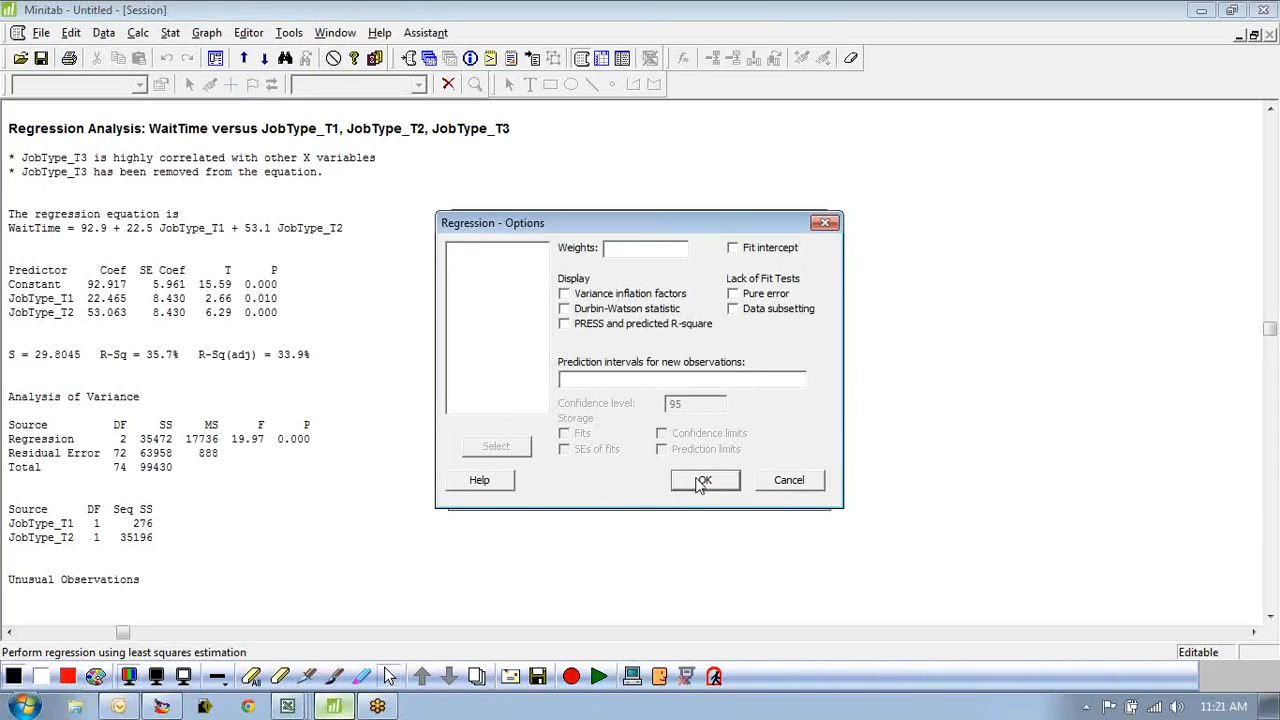 Minitab - Untitled - [Session]
File Edit Data Calc Stat Graph Editor Tools Window Help Assistant
Regression Analysis: WaitTime versus JobType_T1, JobType_T2, JobType_T3
* JobType_T3 is highly correlated with other X variables
* JobType_T3 has been removed from the equation.
The regression equation is
WaitTime = 92.9 + 22.5 JobType_T1 + 53.1 JobType_T2
Predictor Coef SE Coef T P
Constant 92.917 5.961 15.59 0.000
JobType_T1 22.465 8.430 2.66 0.010
JobType_T2 53.063 8.430 6.29 0.000
S = 29.8045 R-Sq = 35.7% R-Sq(adj) = 33.9%
Analysis of Variance
Source DF SS MS F P
Regression 2 35472 17736 19.97 0.000
Residual Error 72 63958 888
Total 74 99430
Source DF Seq SS
JobType_T1 1 276
JobType_T2 1 35196
Unusual Observations
Regression - Options
Weights: Fit intercept
Display Lack of Fit Tests
Variance inflation factors Pure error
Durbin-Watson statistic Data subsetting
PRESS and predicted R-square
Prediction intervals for new observations:
Confidence level: 95
Storage
Fits Confidence limits
SEs of fits Prediction limits
Select
Help OK Cancel
Perform regression using least squares estimation Editable
11:21 AM